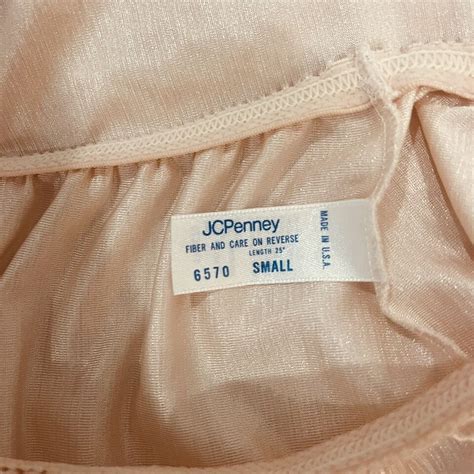 JCPenney
FIBER AND CARE ON REVERSE
LENGTH 25"
6570 SMALL
MADE IN U.S.A.